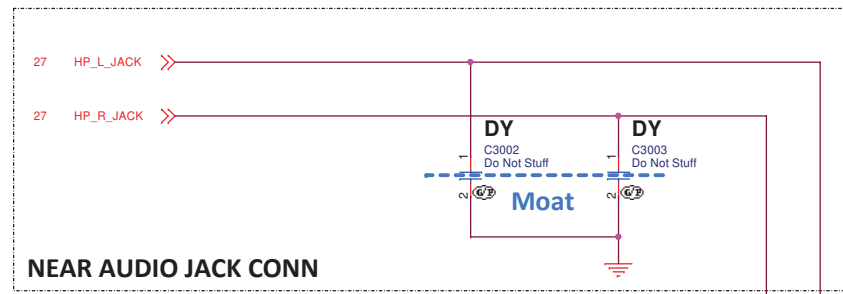 27 HP_L_JACK
27 HP_R_JACK
DY
C3002
Do Not Stuff
1
2
G/P
DY
C3003
Do Not Stuff
1
2
G/P
Moat
NEAR AUDIO JACK CONN